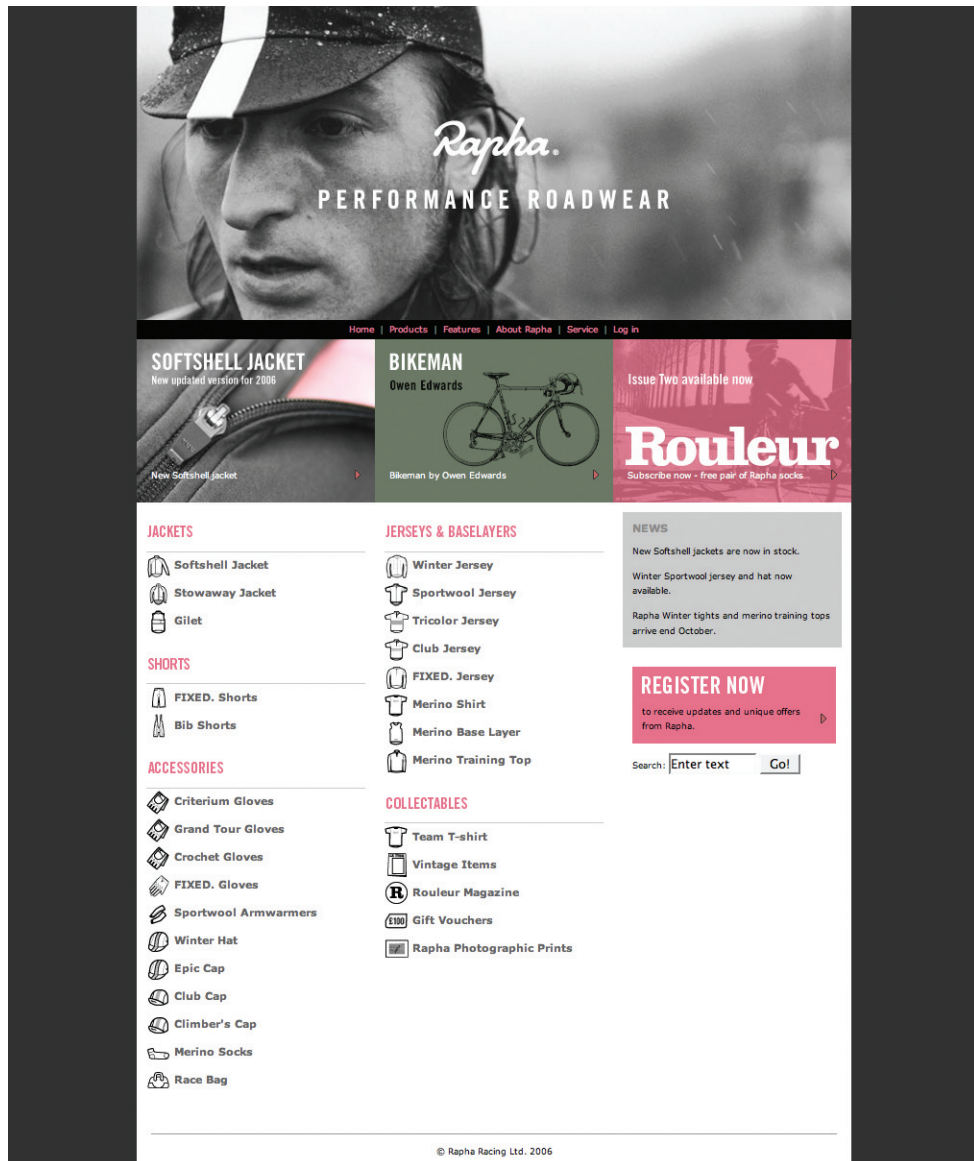 Rapha.
PERFORMANCE ROADWEAR
Home | Products | Features | About Rapha | Service | Log in
SOFTSHELL JACKET
New updated version for 2006
New Softshell jacket
BIKEMAN
Owen Edwards
Bikeman by Owen Edwards
Issue Two available now
Rouleur
Subscribe now - free pair of Rapha socks...
JACKETS
Softshell Jacket
Stowaway Jacket
Gilet
SHORTS
FIXED. Shorts
Bib Shorts
ACCESSORIES
Criterium Gloves
Grand Tour Gloves
Crochet Gloves
FIXED. Gloves
Sportwool Armwarmers
Winter Hat
Epic Cap
Club Cap
Climber's Cap
Merino Socks
Race Bag
JERSEYS & BASELAYERS
Winter Jersey
Sportwool Jersey
Tricolor Jersey
Club Jersey
FIXED. Jersey
Merino Shirt
Merino Base Layer
Merino Training Top
COLLECTABLES
Team T-shirt
Vintage Items
R
Rouleur Magazine
£100
Gift Vouchers
Rapha Photographic Prints
NEWS
New Softshell jackets are now in stock.
Winter Sportwool jersey and hat now
available.
Rapha Winter tights and merino training tops
arrive end October.
REGISTER NOW
to receive updates and unique offers
from Rapha.
Search: Enter text Go!
© Rapha Racing Ltd. 2006